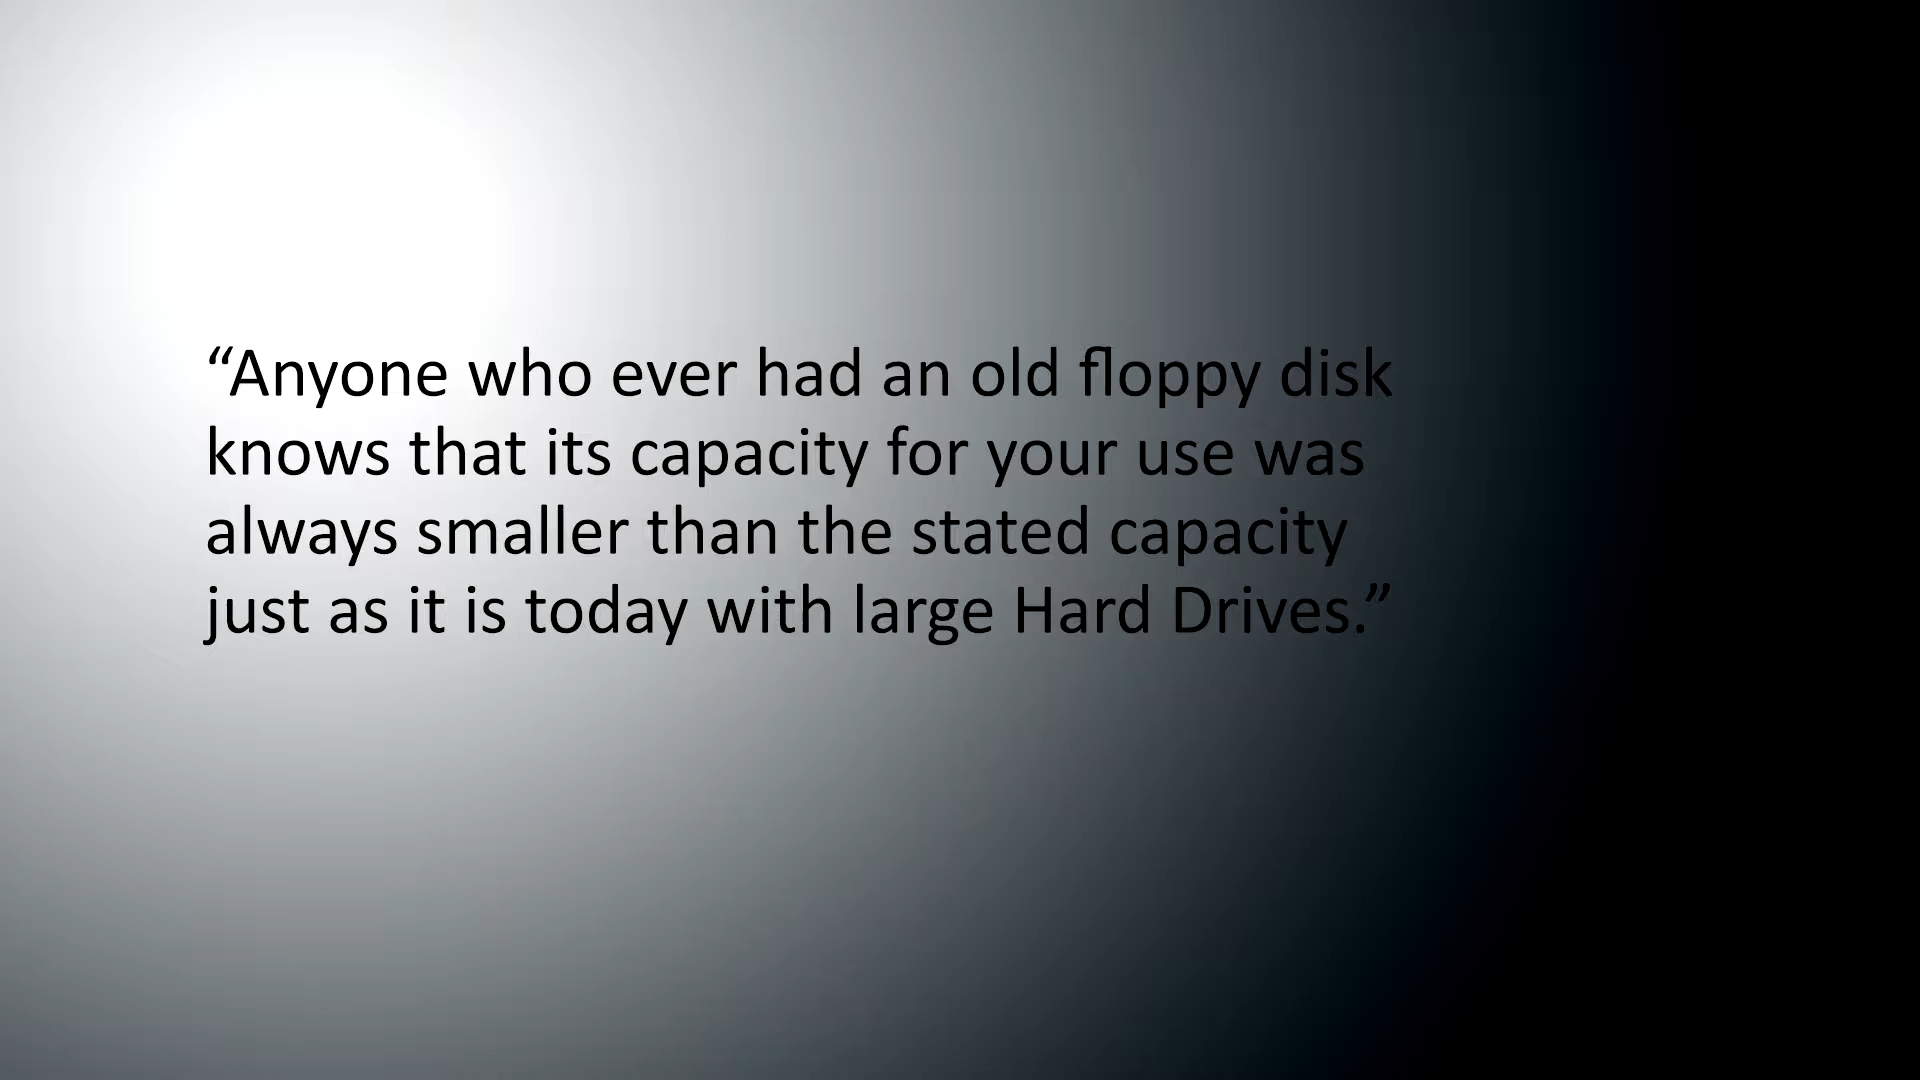 “Anyone who ever had an old floppy disk
knows that its capacity for your use was
always smaller than the stated capacity
just as it is today with large Hard Drives.”